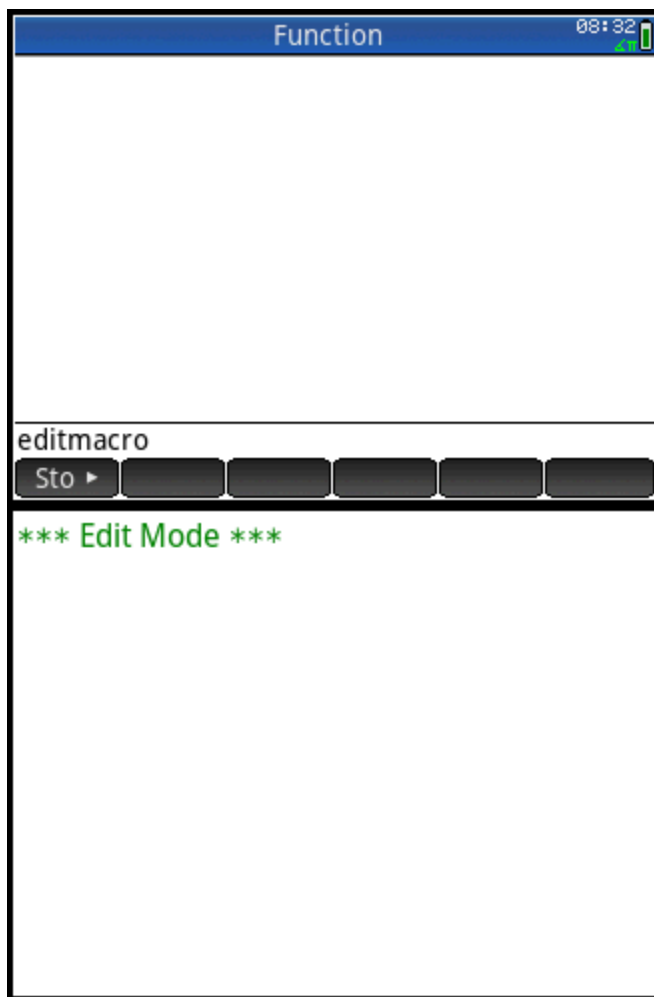 Function
08:32
∡π
editmacro
Sto ▸
*** Edit Mode ***